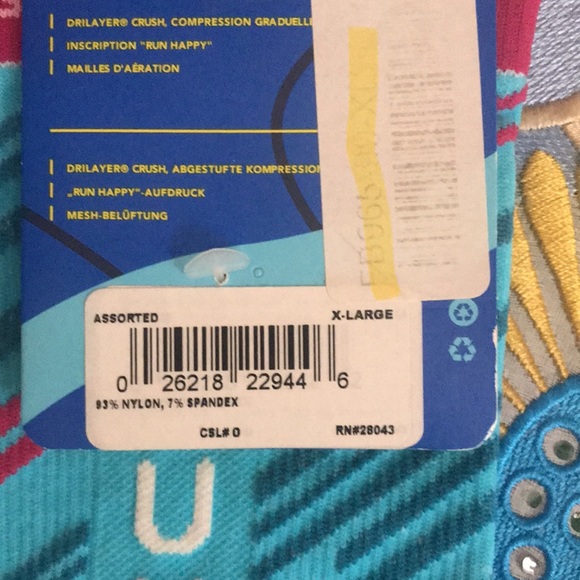 DRILAYER® CRUSH, COMPRESSION GRADUELL
INSCRIPTION "RUN HAPPY"
MAILLES D'AÉRATION
DRILAYER® CRUSH, ABGESTUFTE KOMPRESSION
„RUN HAPPY"-AUFDRUCK
MESH-BELÜFTUNG
ASSORTED X-LARGE
0 26218 22944 6
93% NYLON, 7% SPANDEX
CSL# 0 RN#28043
U